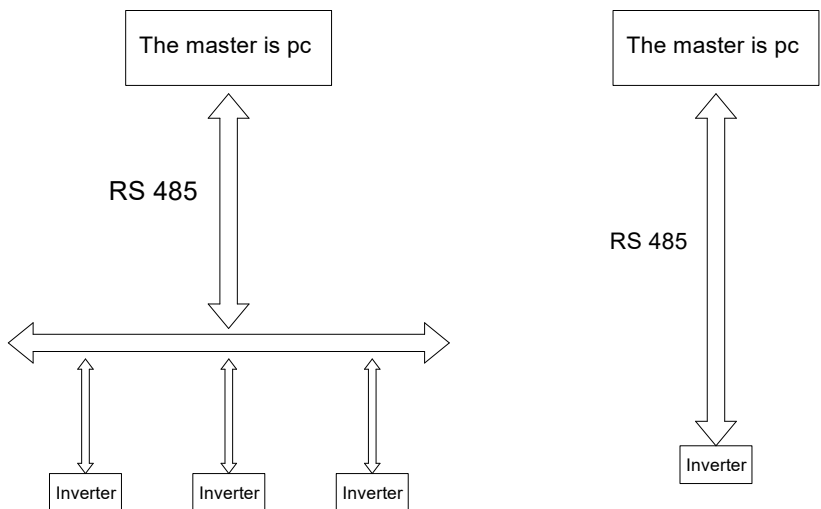 The master is pc
The master is pc
RS 485
RS 485
Inverter
Inverter
Inverter
Inverter